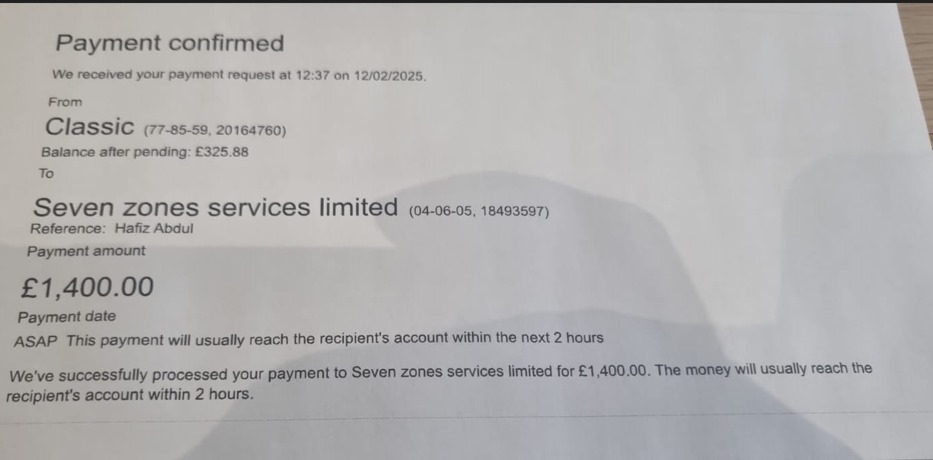 Payment confirmed
We received your payment request at 12:37 on 12/02/2025.
From
Classic (77-85-59, 20164760)
Balance after pending: £325.88
To
Seven zones services limited (04-06-05, 18493597)
Reference: Hafiz Abdul
Payment amount
£1,400.00
Payment date
ASAP This payment will usually reach the recipient's account within the next 2 hours
We've successfully processed your payment to Seven zones services limited for £1,400.00. The money will usually reach the
recipient's account within 2 hours.